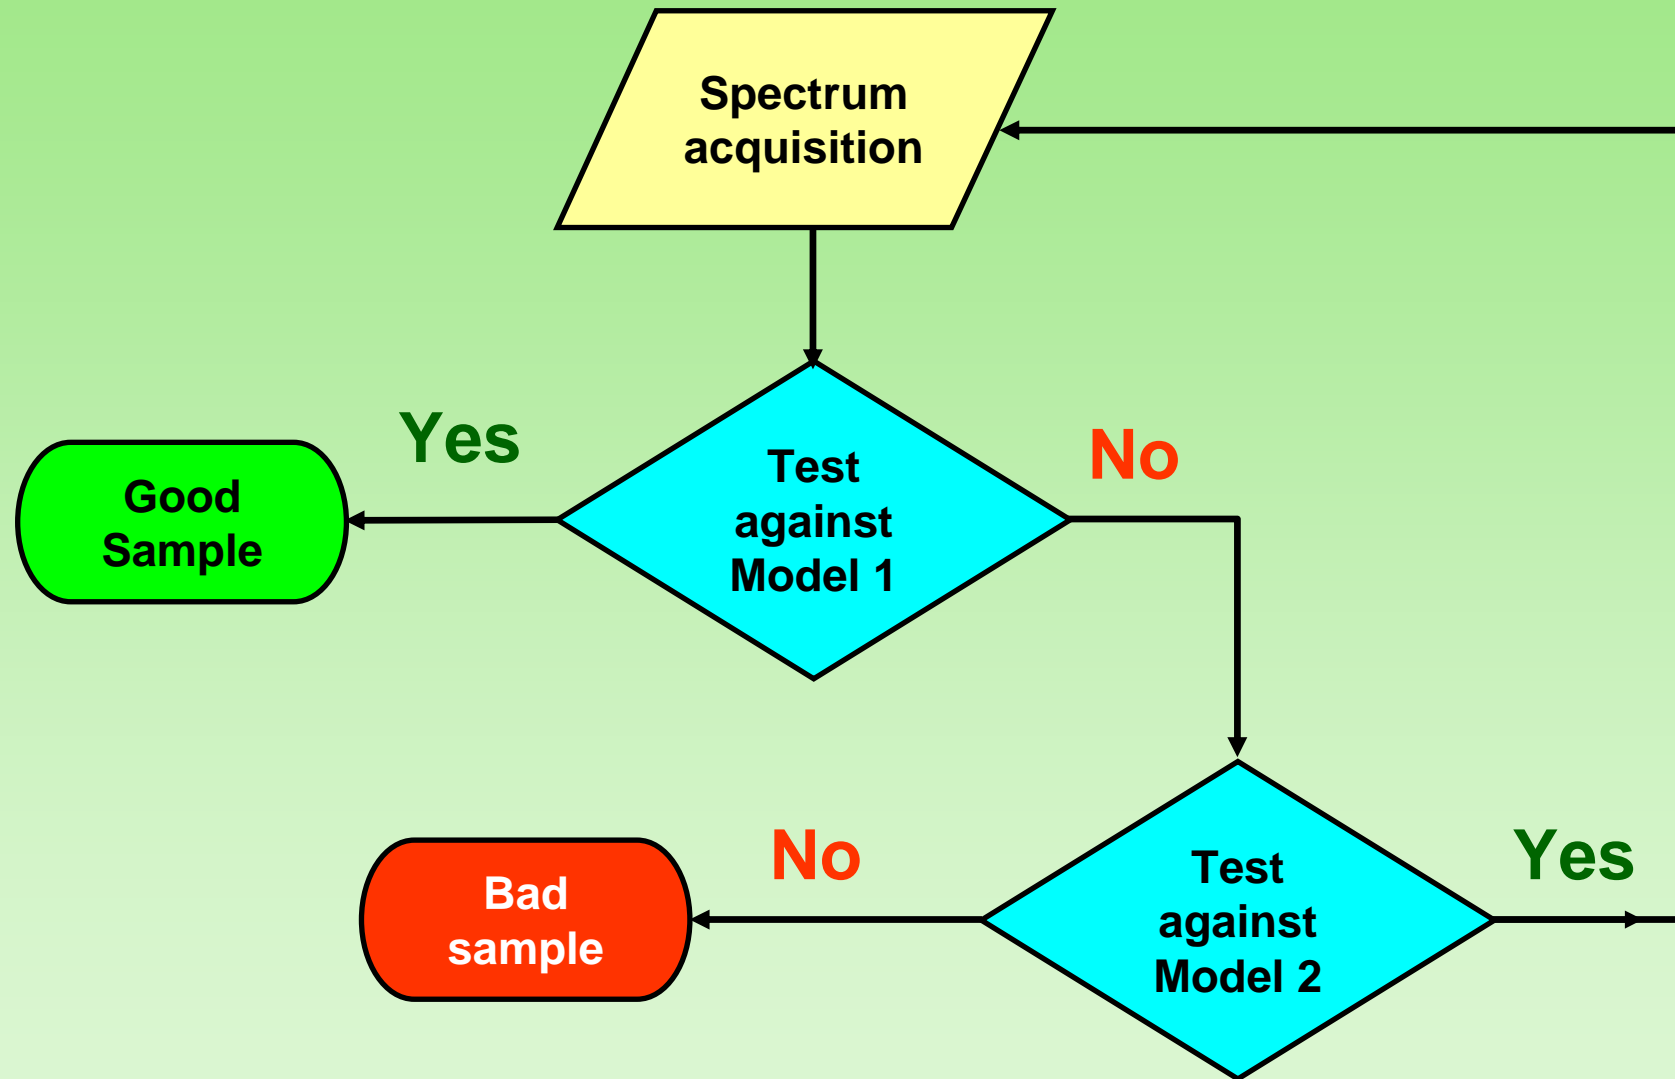 Spectrum
acquisition
Yes
No
Good
Sample
Test
against
Model 1
No
Yes
Bad
sample
Test
against
Model 2